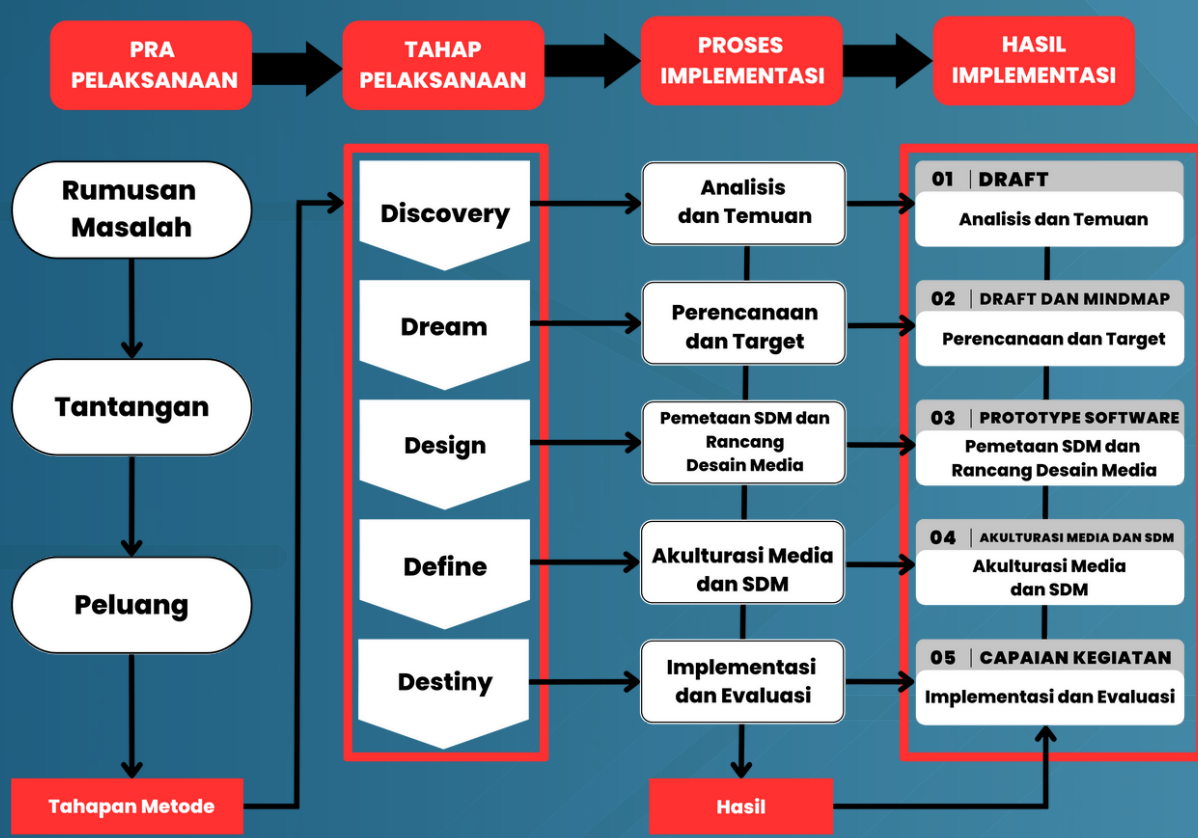 PRA
PELAKSANAAN
TAHAP
PELAKSANAAN
PROSES
IMPLEMENTASI
HASIL
IMPLEMENTASI
Rumusan
Masalah
Tantangan
Peluang
Tahapan Metode
Discovery
Dream
Design
Define
Destiny
Analisis
dan Temuan
Perencanaan
dan Target
Pemetaan SDM dan
Rancang
Desain Media
Akulturasi Media
dan SDM
Implementasi
dan Evaluasi
Hasil
01 | DRAFT
Analisis dan Temuan
02 | DRAFT DAN MINDMAP
Perencanaan dan Target
03 | PROTOTYPE SOFTWARE
Pemetaan SDM dan
Rancang Desain Media
04 | AKULTURASI MEDIA DAN SDM
Akulturasi Media
dan SDM
05 | CAPAIAN KEGIATAN
Implementasi dan Evaluasi